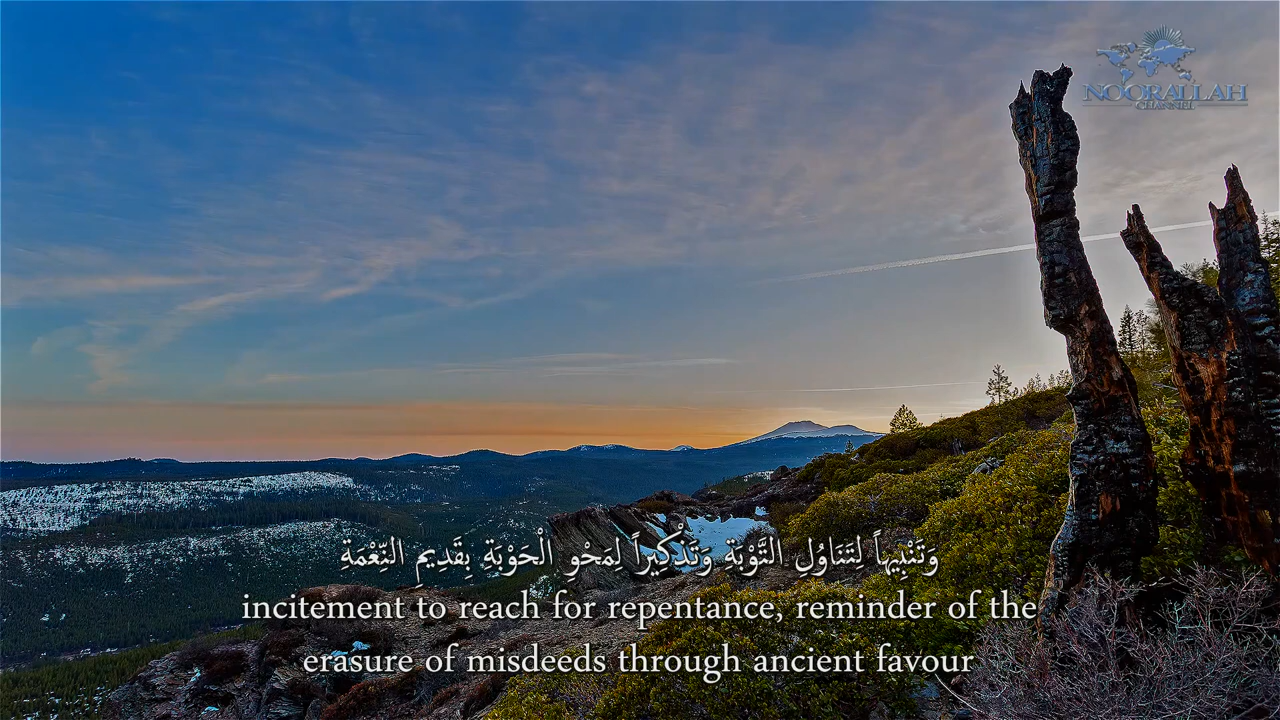 NOORALLAH
CHANNEL
وَتَنْبِيهاً لِتَنَاوُلِ التَّوْبَةِ وَتَذْكِيراً لِمَحْوِ الْحَوْبَةِ بِقَدِيمِ النِّعْمَةِ
incitement to reach for repentance, reminder of the
erasure of misdeeds through ancient favour